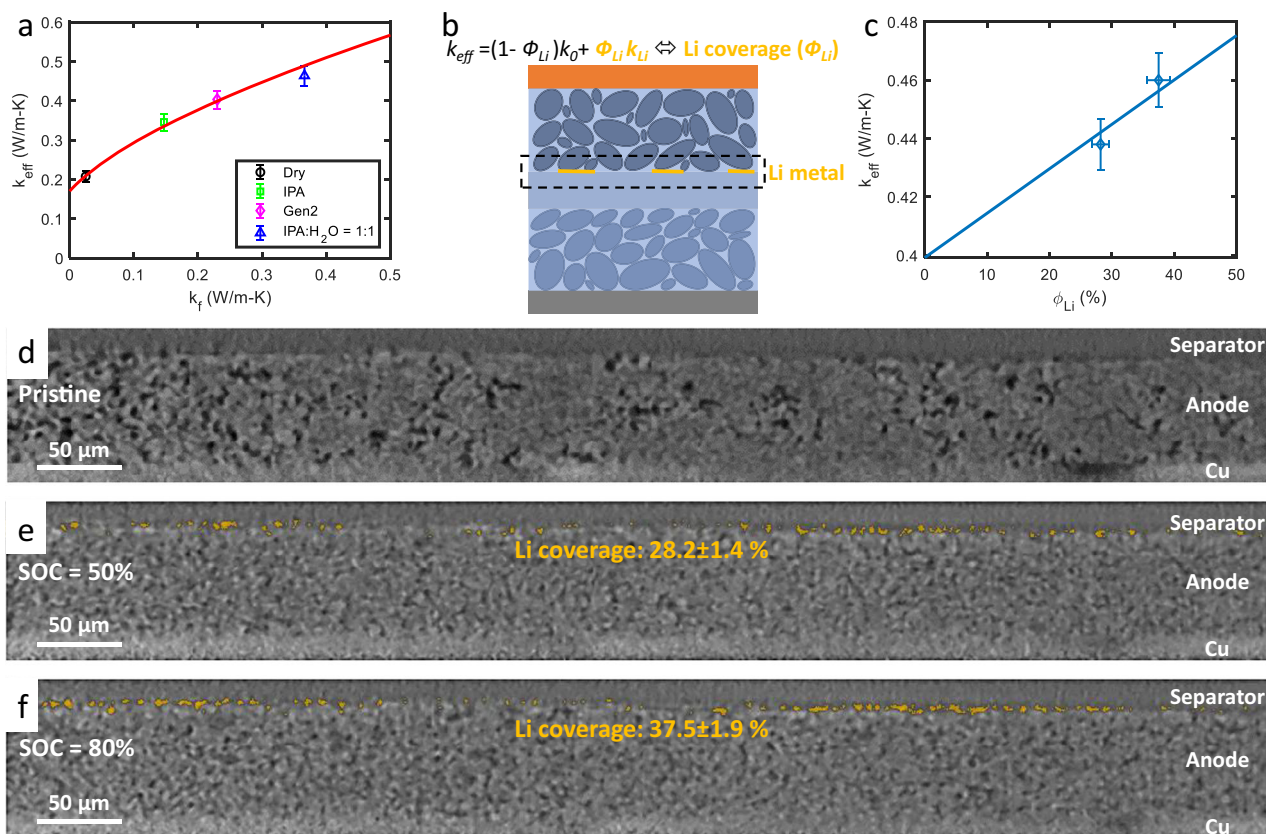 a
0.6
0.5
0.4
0.3
0.2
0.1
0
0 0.1 0.2 0.3 0.4 0.5
k_eff (W/m-K)
k_f (W/m-K)
Dry
IPA
Gen2
IPA:H₂O = 1:1
b
k_eff =(1- Φ_Li )k_0+ Φ_Li k_Li ⇔ Li coverage (Φ_Li)
Li metal
c
0.48
0.46
0.44
0.42
0.4
0 10 20 30 40 50
k_eff (W/m-K)
ϕ_Li (%)
d
Pristine
50 μm
Separator
Anode
Cu
e
SOC = 50%
50 μm
Li coverage: 28.2±1.4 %
Separator
Anode
Cu
f
SOC = 80%
50 μm
Li coverage: 37.5±1.9 %
Separator
Anode
Cu